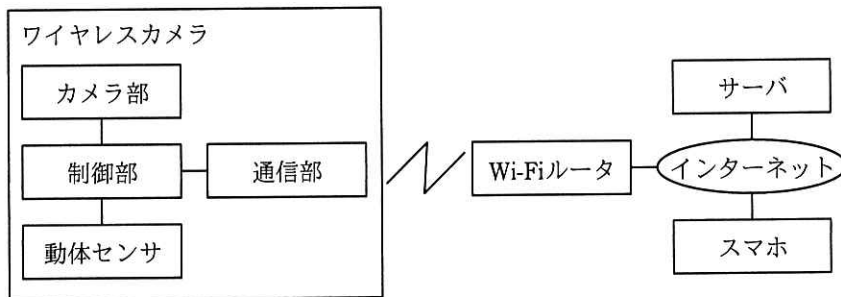 ワイヤレスカメラ
カメラ部
制御部
通信部
動体センサ
Wi-Fiルータ
サーバ
インターネット
スマホ